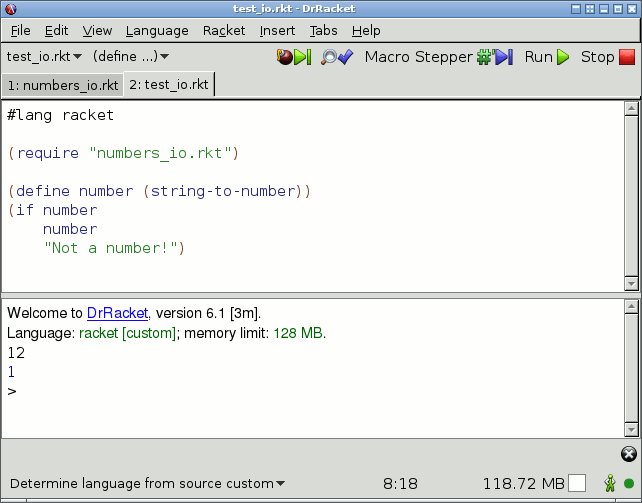 test_io.rkt - DrRacket
File Edit View Language Racket Insert Tabs Help
test_io.rkt (define ...) Macro Stepper Run Stop
1: numbers_io.rkt 2: test_io.rkt
#lang racket
(require "numbers_io.rkt")
(define number (string-to-number))
(if number
number
"Not a number!")
Welcome to DrRacket, version 6.1 [3m].
Language: racket [custom]; memory limit: 128 MB.
12
1
>
Determine language from source custom 8:18 118.72 MB